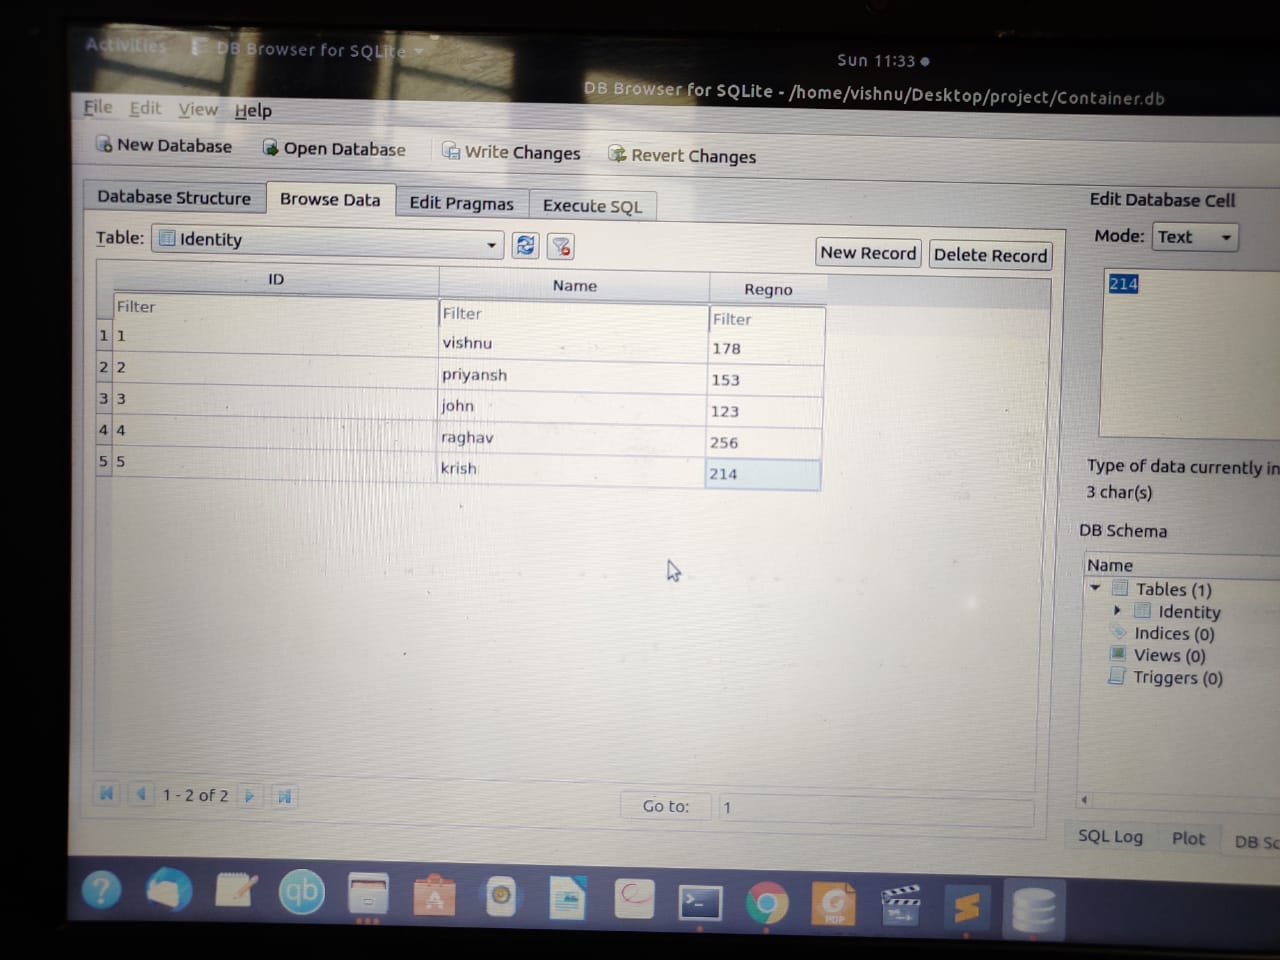 Activities DB Browser for SQLite
Sun 11:33
DB Browser for SQLite - /home/vishnu/Desktop/project/Container.db
File Edit View Help
New Database Open Database Write Changes Revert Changes
Database Structure Browse Data Edit Pragmas Execute SQL
Table: Identity
New Record Delete Record
ID Name Regno
Filter Filter Filter
1 1 vishnu 178
2 2 priyansh 153
3 3 john 123
4 4 raghav 256
5 5 krish 214
1 - 2 of 2
Go to: 1
Edit Database Cell
Mode: Text
214
Type of data currently in
3 char(s)
DB Schema
Name
Tables (1)
Identity
Indices (0)
Views (0)
Triggers (0)
SQL Log Plot DB Sc
? qb A >_ G PDF S